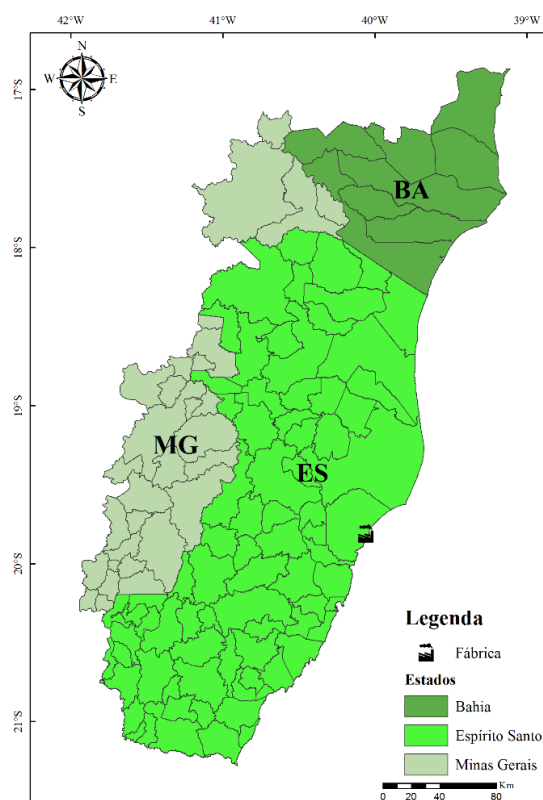 42°W 41°W 40°W 39°W
N
W E
S
17°S
BA
18°S
19°S
MG
ES
20°S
Legenda
Fábrica
Estados
Bahia
21°S
Espírito Santo
Minas Gerais
Km
0 20 40 80